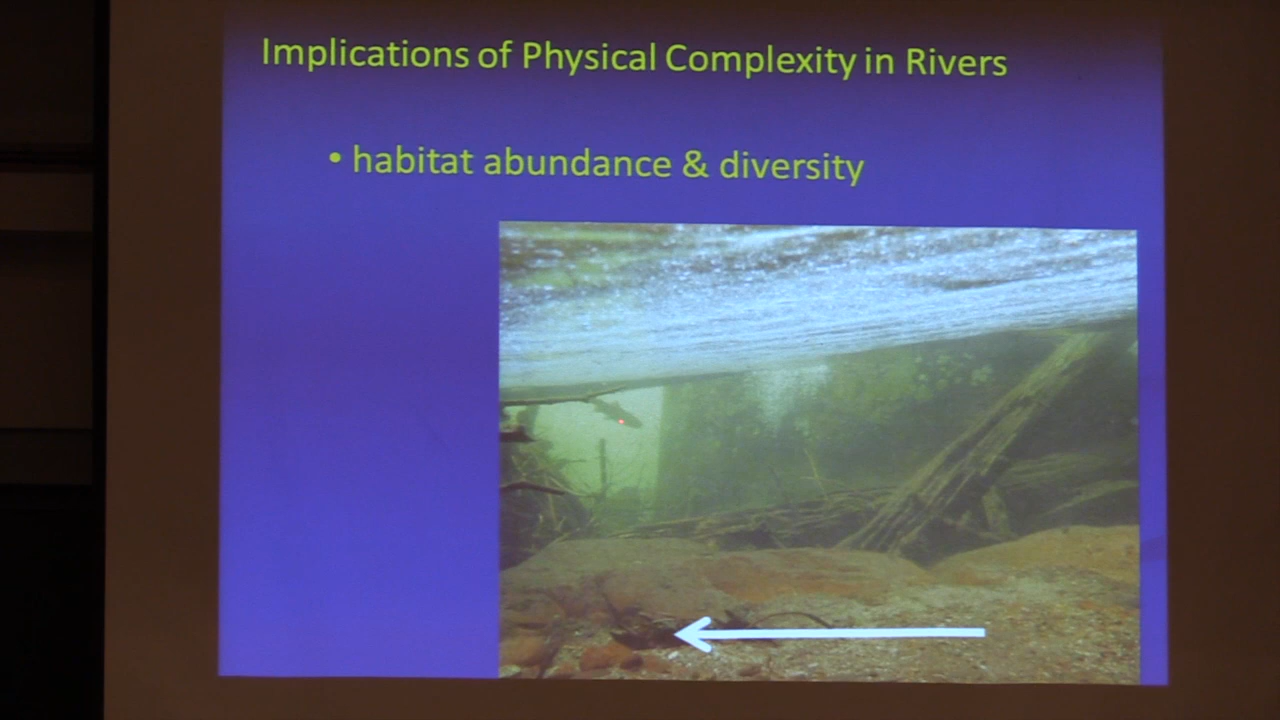 Implications of Physical Complexity in Rivers
• habitat abundance & diversity